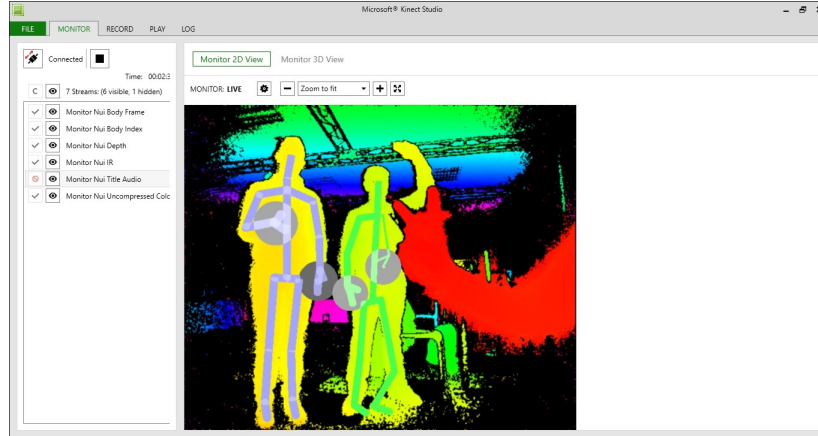 Microsoft® Kinect Studio
FILE MONITOR RECORD PLAY LOG
Connected
Time: 00:02:3
C 7 Streams: (6 visible, 1 hidden)
Monitor Nui Body Frame
Monitor Nui Body Index
Monitor Nui Depth
Monitor Nui IR
Monitor Nui Title Audio
Monitor Nui Uncompressed Colo
Monitor 2D View Monitor 3D View
MONITOR: LIVE Zoom to fit